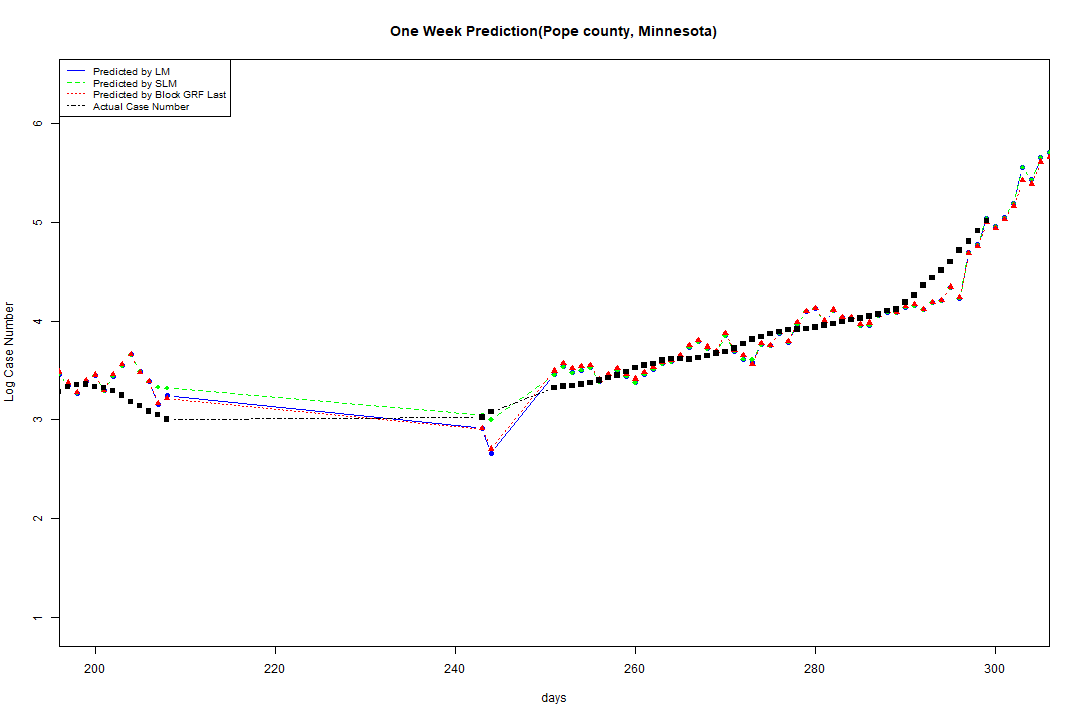 One Week Prediction(Pope county, Minnesota)
Predicted by LM
Predicted by SLM
Predicted by Block GRF Last
Actual Case Number
Log Case Number
6
5
4
3
2
1
200 220 240 260 280 300
days